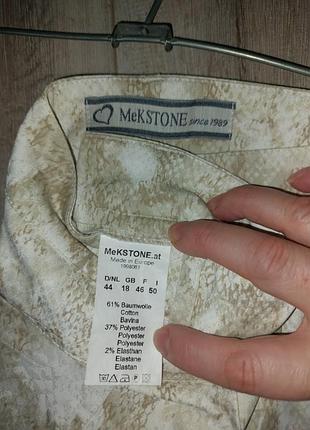 MeKSTONE since 1989
MeKSTONE.at
Made in Europe
D/NL GB F I
44 18 46 50
61% Baumwolle
Cotton
Bavina
37% Polyester
Polyester
Polyester
2% Elasthan
Elastane
Elastan